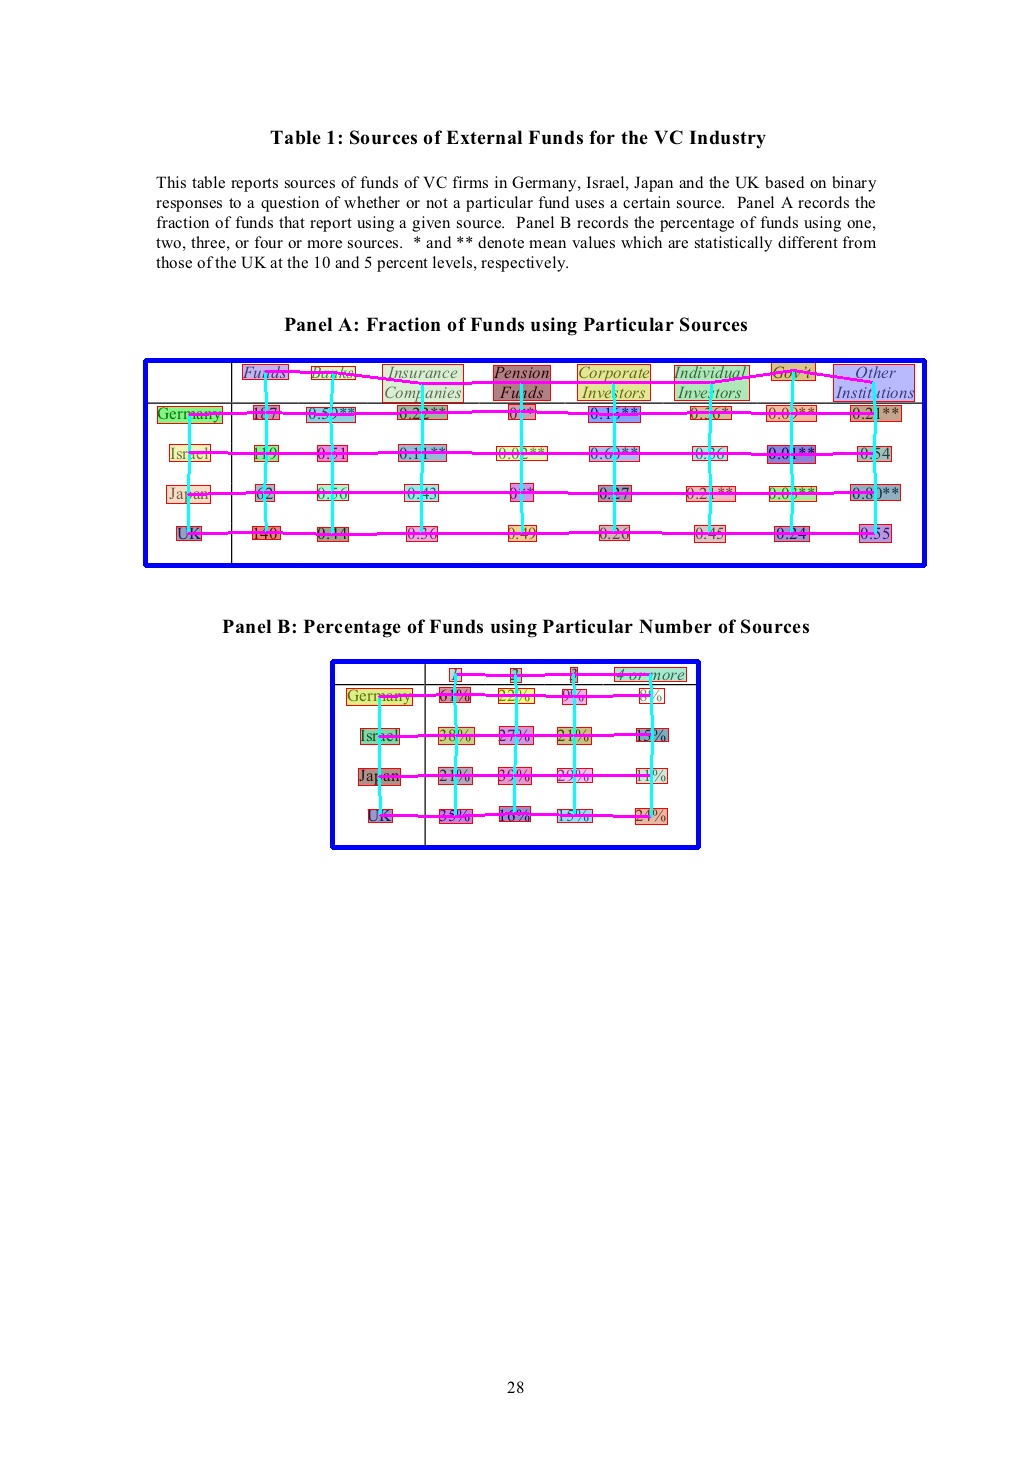 Table 1: Sources of External Funds for the VC Industry
This table reports sources of funds of VC firms in Germany, Israel, Japan and the UK based on binary
responses to a question of whether or not a particular fund uses a certain source. Panel A records the
fraction of funds that report using a given source. Panel B records the percentage of funds using one,
two, three, or four or more sources. * and ** denote mean values which are statistically different from
those of the UK at the 10 and 5 percent levels, respectively.
Panel A: Fraction of Funds using Particular Sources
Funds Banks Insurance Pension Corporate Individual Gov't Other
Companies Funds Investors Investors Institutions
Germany 187 0.59** 0.22** 0** 0.15** 0.36* 0.09** 0.21**
Israel 119 0.51 0.11** 0.02** 0.60** 0.36 0.01** 0.54
Japan 62 0.56 0.43 0** 0.27 0.21** 0.03** 0.80**
UK 140 0.44 0.36 0.49 0.26 0.45 0.24 0.55
Panel B: Percentage of Funds using Particular Number of Sources
1 2 3 4 or more
Germany 61% 22% 9% 8%
Israel 38% 27% 21% 15%
Japan 21% 39% 29% 11%
UK 35% 16% 15% 24%
28